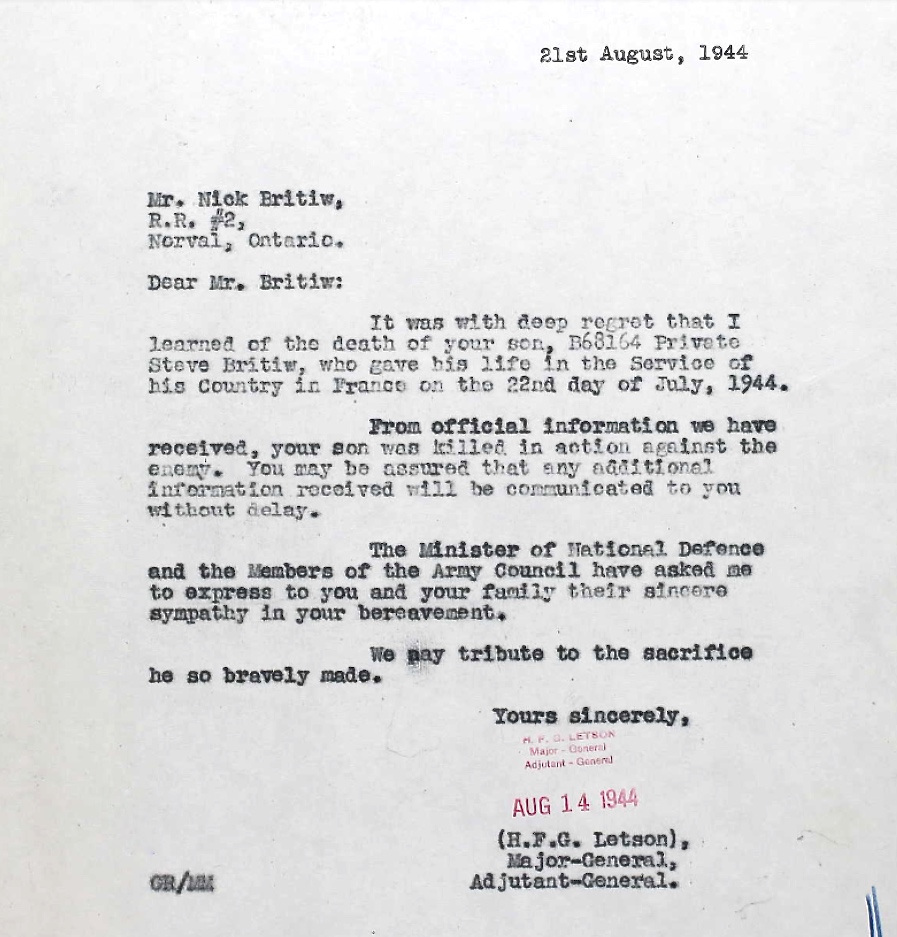 21st August, 1944
Mr. Nick Britiw,
R.R. #2,
Norval, Ontario.
Dear Mr. Britiw:
It was with deep regret that I
learned of the death of your son, B68164 Private
Steve Britiw, who gave his life in the Service of
his Country in France on the 22nd day of July, 1944.
From official information we have
received, your son was killed in action against the
enemy. You may be assured that any additional
information received will be communicated to you
without delay.
The Minister of National Defence
and the Members of the Army Council have asked me
to express to you and your family their sincere
sympathy in your bereavement.
We pay tribute to the sacrifice
he so bravely made.
Yours sincerely,
H. F. G. LETSON
Major - General
Adjutant - General
AUG 14 1944
(H.F.G. Letson),
Major-General,
GR/MM Adjutant-General.